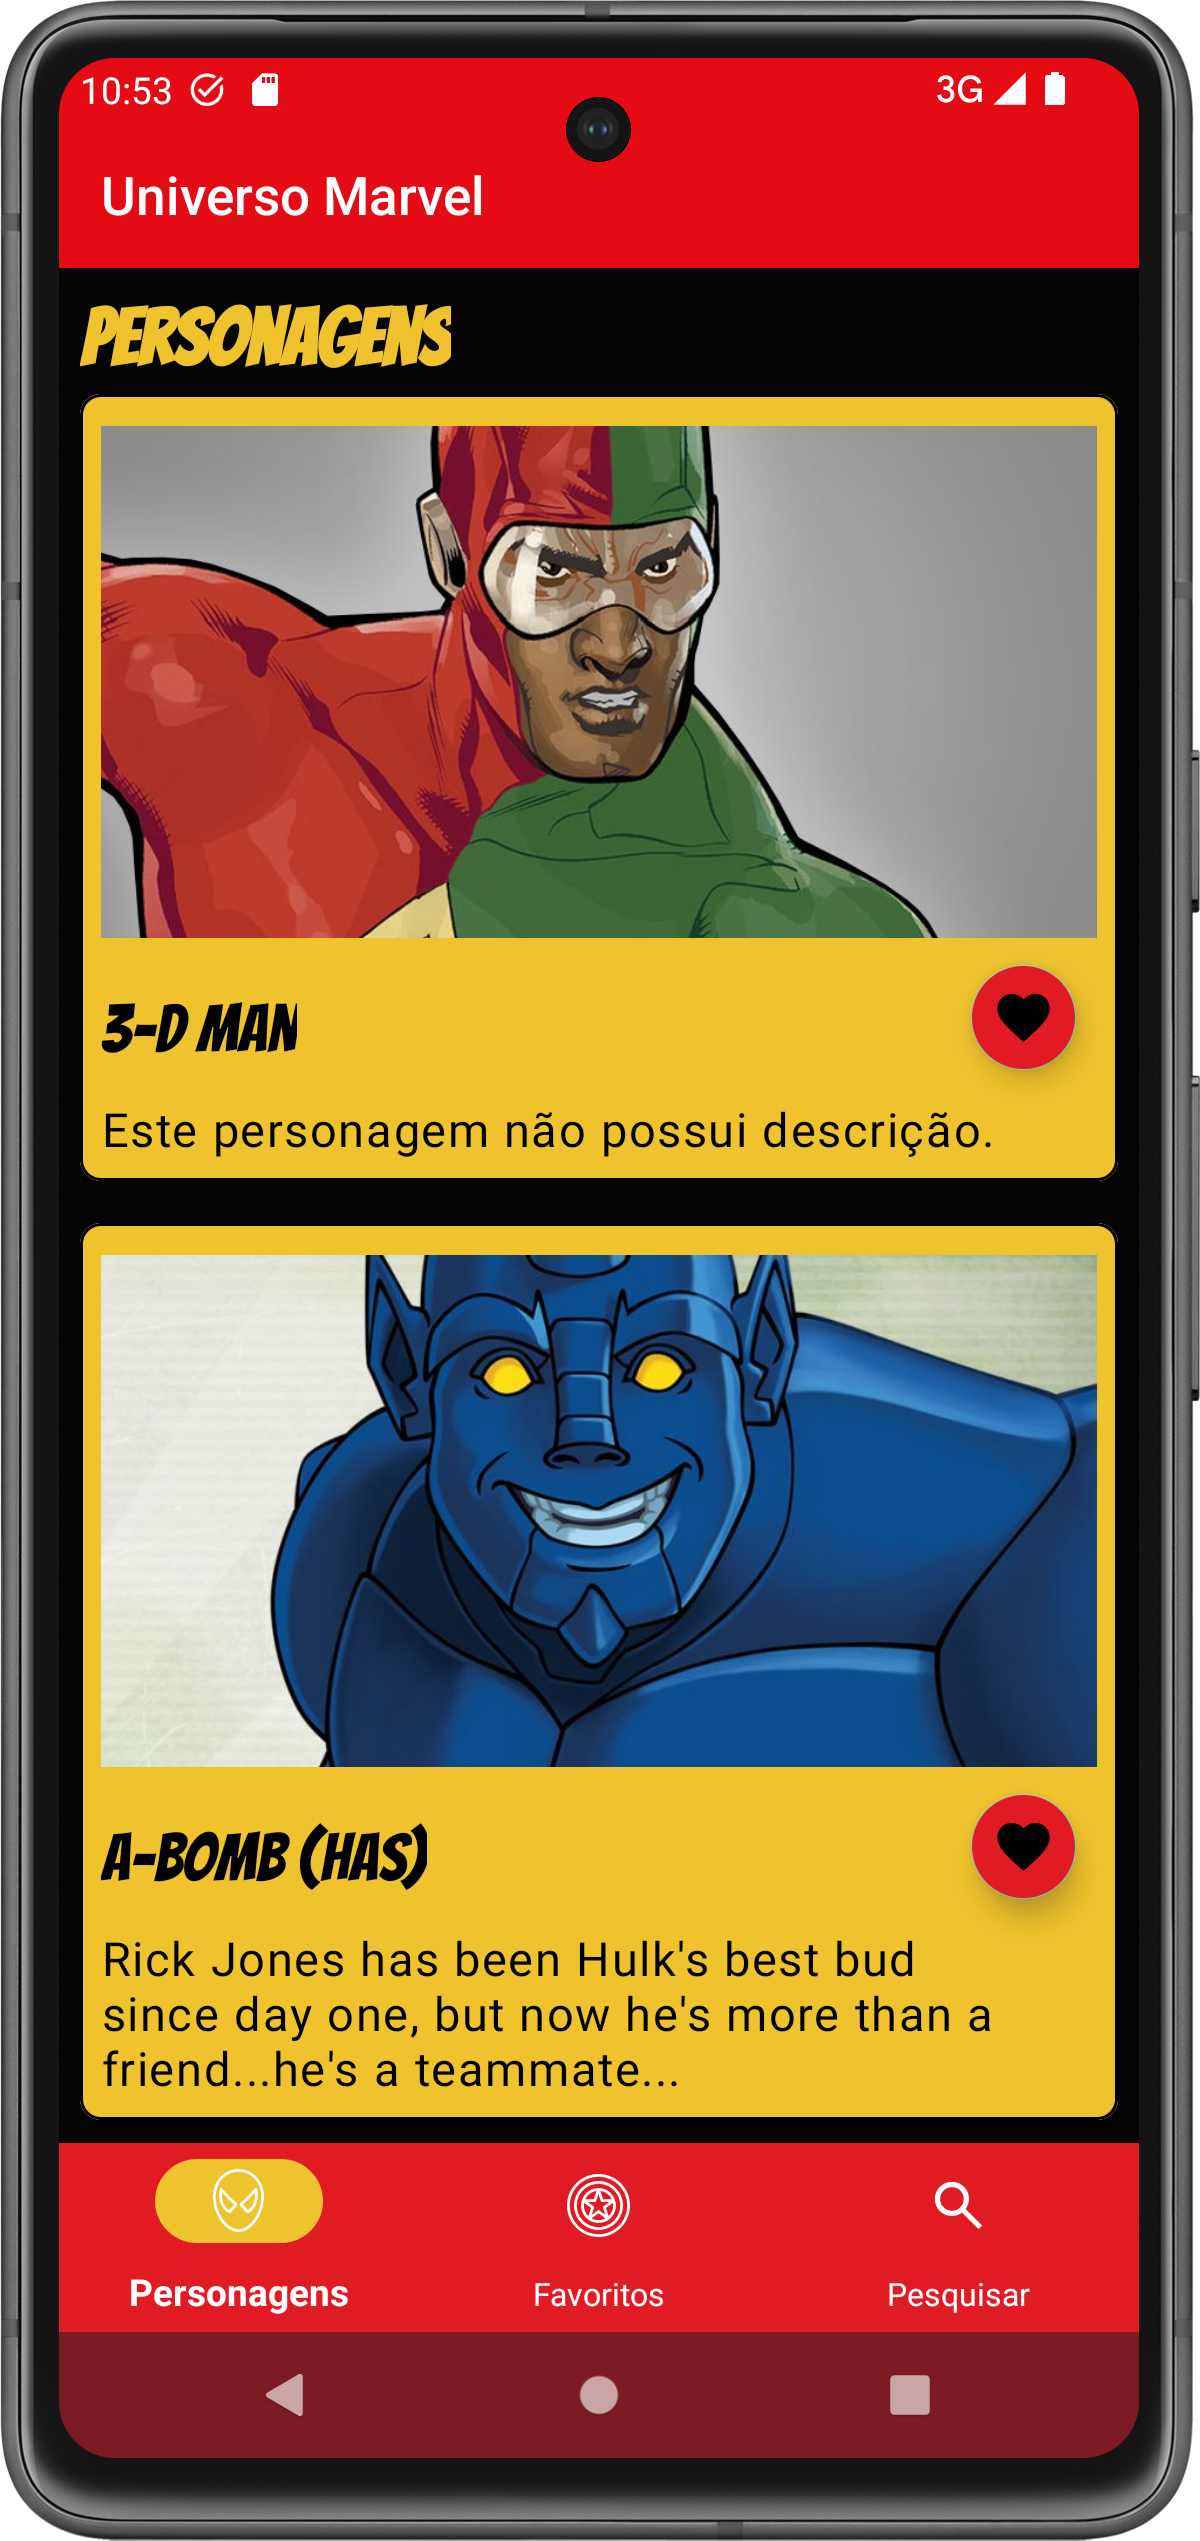 10:53
3G
Universo Marvel
PERSONAGENS
3-D MAN
Este personagem não possui descrição.
A-BOMB (HAS)
Rick Jones has been Hulk's best bud
since day one, but now he's more than a
friend...he's a teammate...
Personagens
Favoritos
Pesquisar